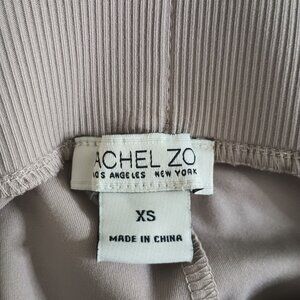 ACHEL ZO
OS ANGELES NEW YORK
XS
MADE IN CHINA